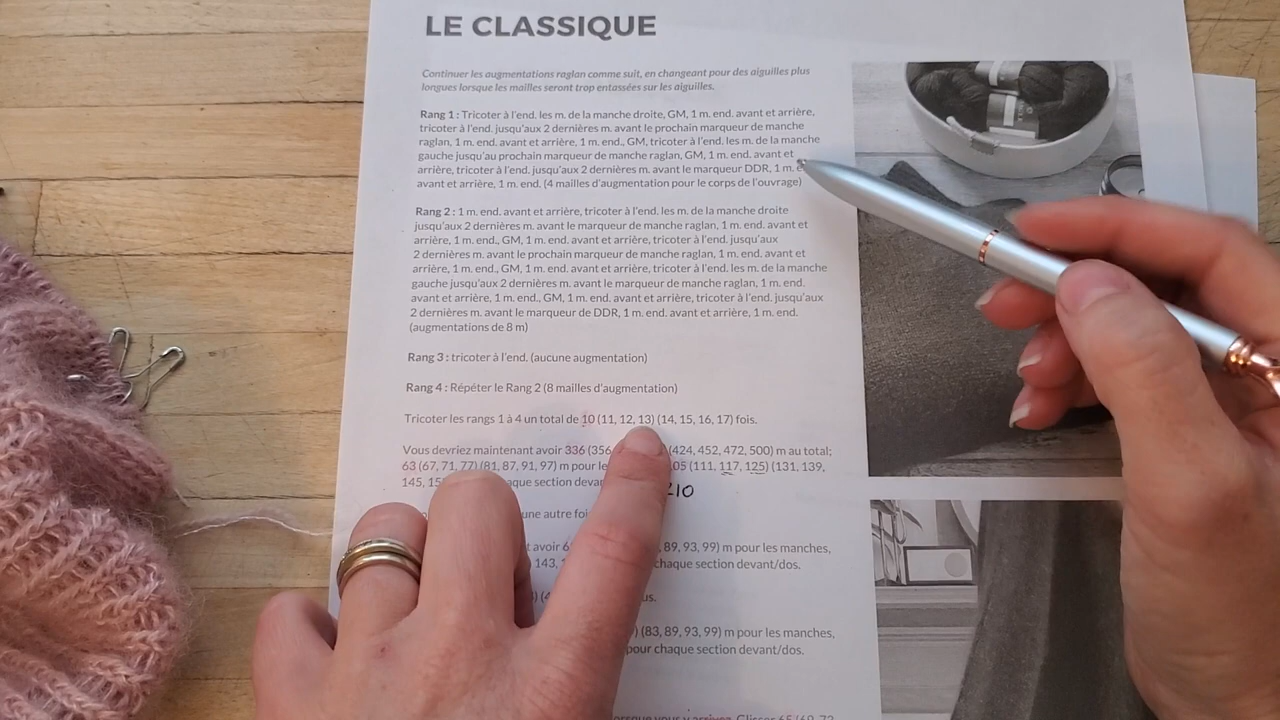 LE CLASSIQUE
Continuer les augmentations raglan comme suit, en changeant pour des aiguilles plus
longues lorsque les mailles seront trop entassées sur les aiguilles.
Rang 1 : Tricoter à l'end. les m. de la manche droite, GM, 1 m. end. avant et arrière,
tricoter à l'end. jusqu'aux 2 dernières m. avant le prochain marqueur de manche
raglan, 1 m. end. avant et arrière, 1 m. end., GM, tricoter à l'end. les m. de la manche
gauche jusqu'au prochain marqueur de manche raglan, GM, 1 m. end. avant et
arrière, tricoter à l'end. jusqu'aux 2 dernières m. avant le marqueur DDR, 1 m.
avant et arrière, 1 m. end. (4 mailles d'augmentation pour le corps de l'ouvrage)
Rang 2 : 1 m. end. avant et arrière, tricoter à l'end. les m. de la manche droite
jusqu'aux 2 dernières m. avant le marqueur de manche raglan, 1 m. end. avant et
arrière, 1 m. end., GM, 1 m. end. avant et arrière, tricoter à l'end. jusqu'aux
2 dernières m. avant le prochain marqueur de manche raglan, 1 m. end. avant et
arrière, 1 m. end., GM, 1 m. end. avant et arrière, tricoter à l'end. les m. de la manche
gauche jusqu'aux 2 dernières m. avant le marqueur de manche raglan, 1 m. end.
avant et arrière, 1 m. end., GM, 1 m. end. avant et arrière, tricoter à l'end. jusqu'aux
2 dernières m. avant le marqueur de DDR, 1 m. end. avant et arrière, 1 m. end.
(augmentations de 8 m)
Rang 3 : tricoter à l'end. (aucune augmentation)
Rang 4 : Répéter le Rang 2 (8 mailles d'augmentation)
Tricoter les rangs 1 à 4 un total de 10 (11, 12, 13) (14, 15, 16, 17) fois.
Vous devriez maintenant avoir 336 (356 (424, 452, 472, 500) m au total;
63 (67, 71, 77) (81, 87, 91, 97) m pour le (111, 117, 125) (131, 139,
145, chaque section
une autre
avoir 89, 93, 99) m pour les manches,
143, chaque section devant/dos.
(83, 89, 93, 99) m pour les manches,
pour chaque section devant/dos.